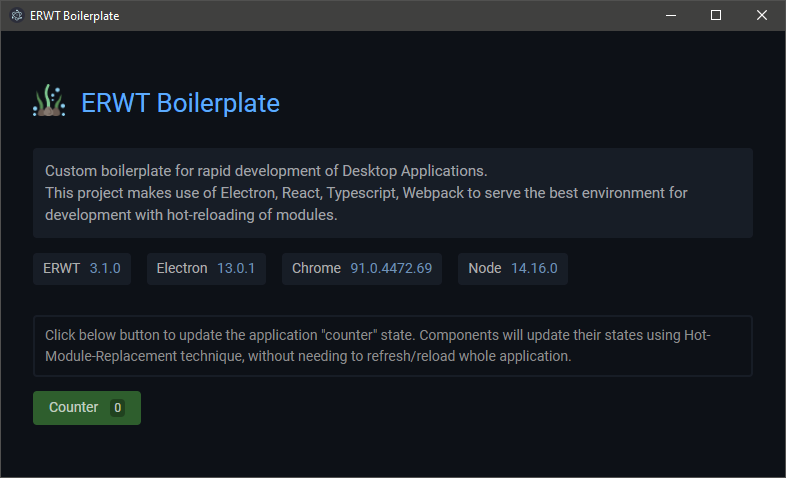 ERWT Boilerplate
ERWT Boilerplate
Custom boilerplate for rapid development of Desktop Applications.
This project makes use of Electron, React, Typescript, Webpack to serve the best environment for
development with hot-reloading of modules.
ERWT 3.1.0 Electron 13.0.1 Chrome 91.0.4472.69 Node 14.16.0
Click below button to update the application "counter" state. Components will update their states using Hot-
Module-Replacement technique, without needing to refresh/reload whole application.
Counter 0